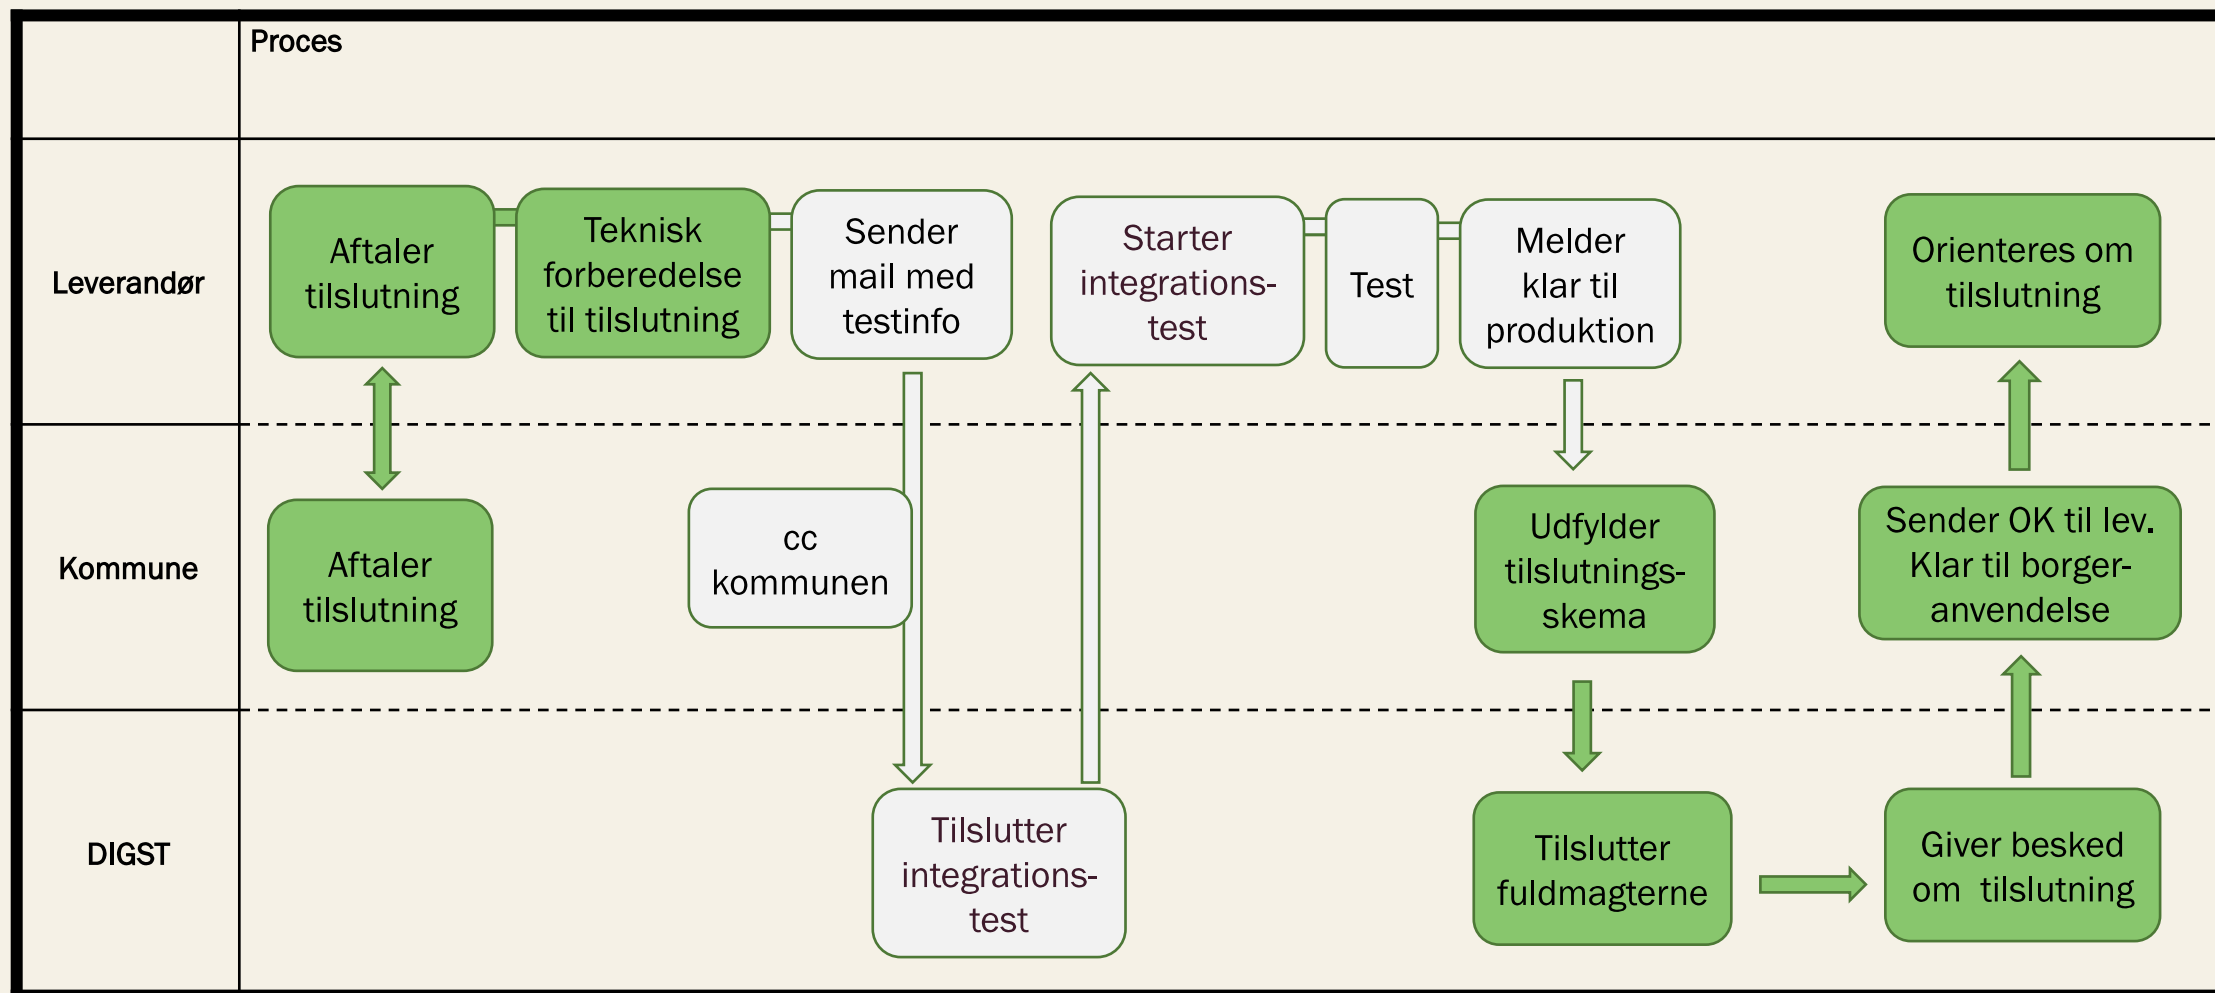 Proces
Leverandør
Aftaler
tilslutning
Teknisk
forberedelse
til tilslutning
Sender
mail med
testinfo
Starter
integrations-
test
Test
Melder
klar til
produktion
Orienteres om
tilslutning
Kommune
Aftaler
tilslutning
cc
kommunen
Udfylder
tilslutnings-
skema
Sender OK til lev.
Klar til borger-
anvendelse
DIGST
Tilslutter
integrations-
test
Tilslutter
fuldmagterne
Giver besked
om  tilslutning